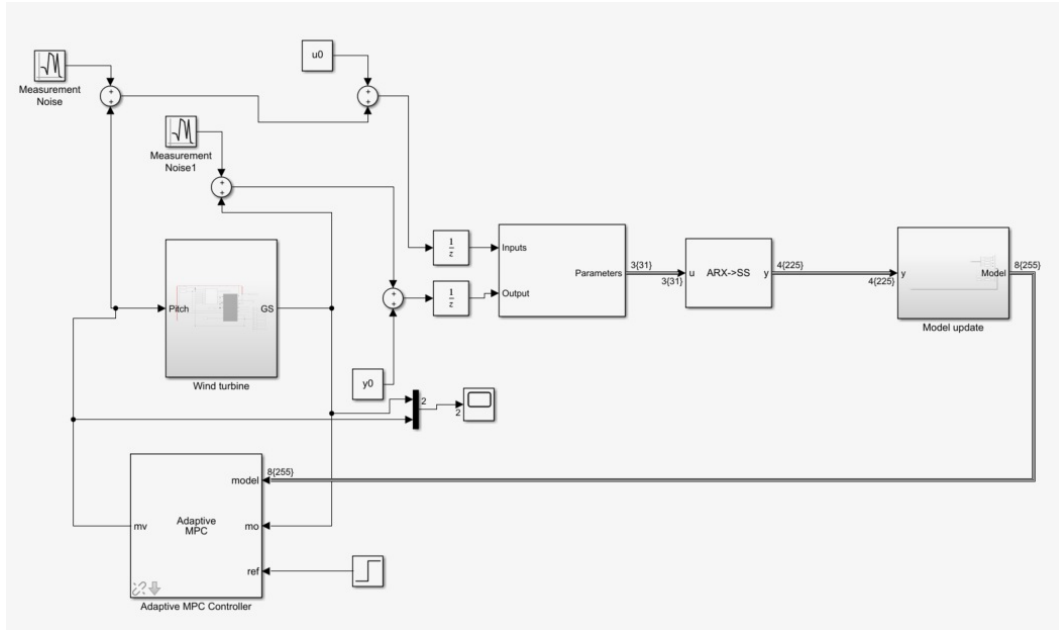 u0
Measurement
Noise
+
+
+
+
Measurement
Noise1
+
+
1
z
Inputs
Parameters
3{31}
u
ARX->SS
y
3{31}
4{225}
y
4{225}
Model
8{255}
Model update
Output
1
z
+
+
Pitch
GS
Wind turbine
y0
2
2
model
8{255}
Adaptive
MPC
mv
mo
ref
Adaptive MPC Controller